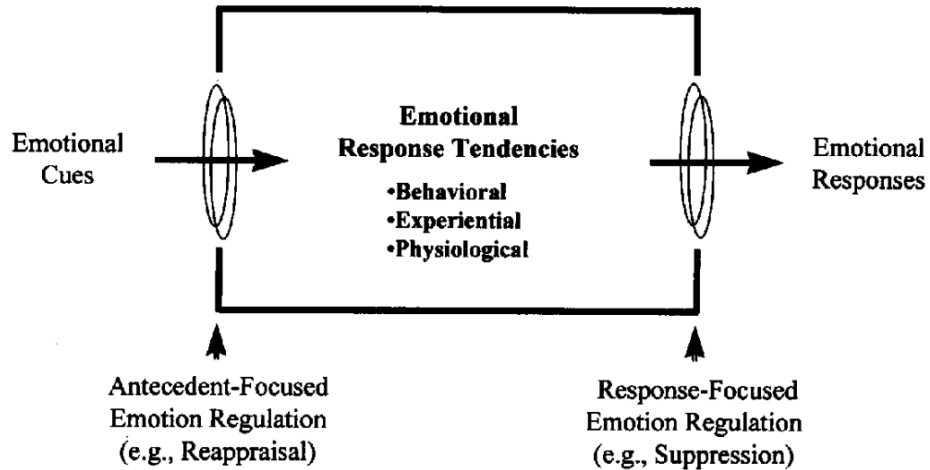 Emotional
Cues
Emotional
Response Tendencies
•Behavioral
•Experiential
•Physiological
Emotional
Responses
Antecedent-Focused
Emotion Regulation
(e.g., Reappraisal)
Response-Focused
Emotion Regulation
(e.g., Suppression)